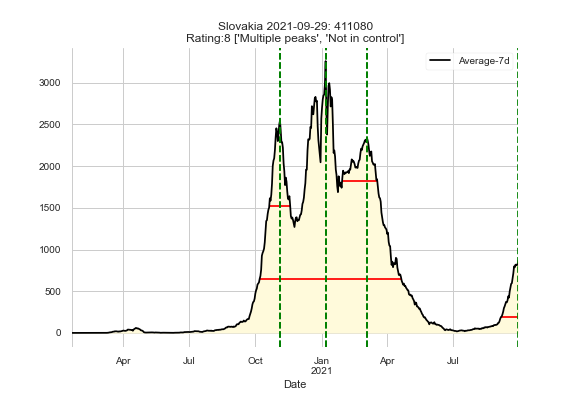 Slovakia 2021-09-29: 411080
Rating:8 ['Multiple peaks', 'Not in control']
Average-7d
3000
2500
2000
1500
1000
500
0
Apr
Jul
Oct
Jan
2021
Apr
Jul
Date